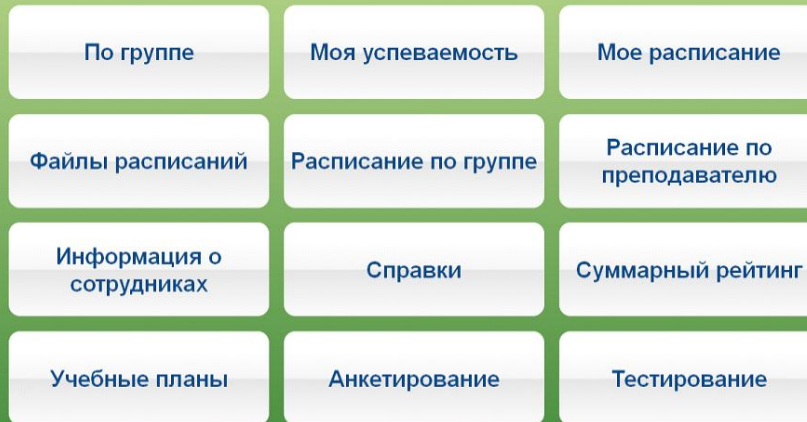 По группе
Моя успеваемость
Мое расписание
Файлы расписаний
Расписание по группе
Расписание по
преподавателю
Информация о
сотрудниках
Справки
Суммарный рейтинг
Учебные планы
Анкетирование
Тестирование